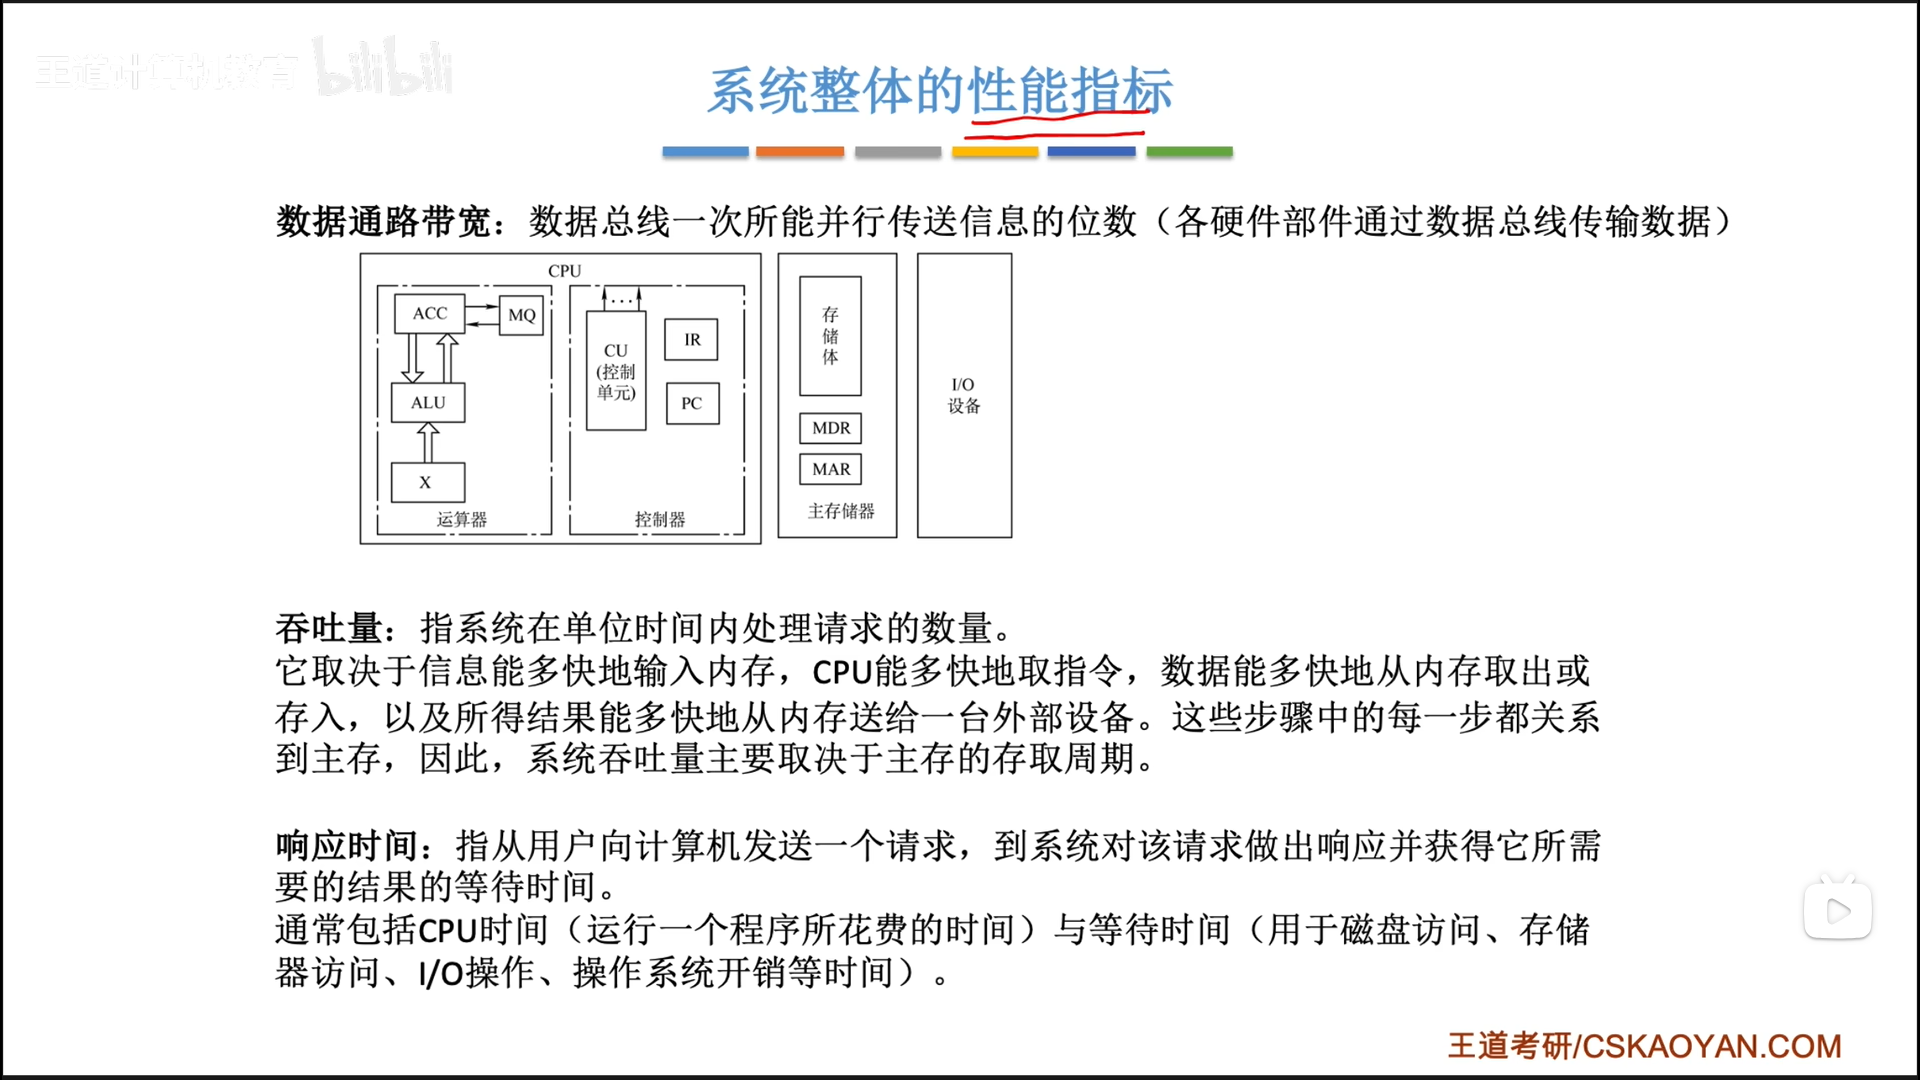 王道计算机教育 bilibili
系统整体的性能指标
数据通路带宽：数据总线一次所能并行传送信息的位数（各硬件部件通过数据总线传输数据）
CPU
ACC
MQ
ALU
X
运算器
...
CU
(控制
单元)
IR
PC
控制器
存
储
体
MDR
MAR
主存储器
I/O
设备
吞吐量：指系统在单位时间内处理请求的数量。
它取决于信息能多快地输入内存，CPU能多快地取指令，数据能多快地从内存取出或
存入，以及所得结果能多快地从内存送给一台外部设备。这些步骤中的每一步都关系
到主存，因此，系统吞吐量主要取决于主存的存取周期。
响应时间：指从用户向计算机发送一个请求，到系统对该请求做出响应并获得它所需
要的结果的等待时间。
通常包括CPU时间（运行一个程序所花费的时间）与等待时间（用于磁盘访问、存储
器访问、I/O操作、操作系统开销等时间）。
王道考研/CSKAOYAN.COM